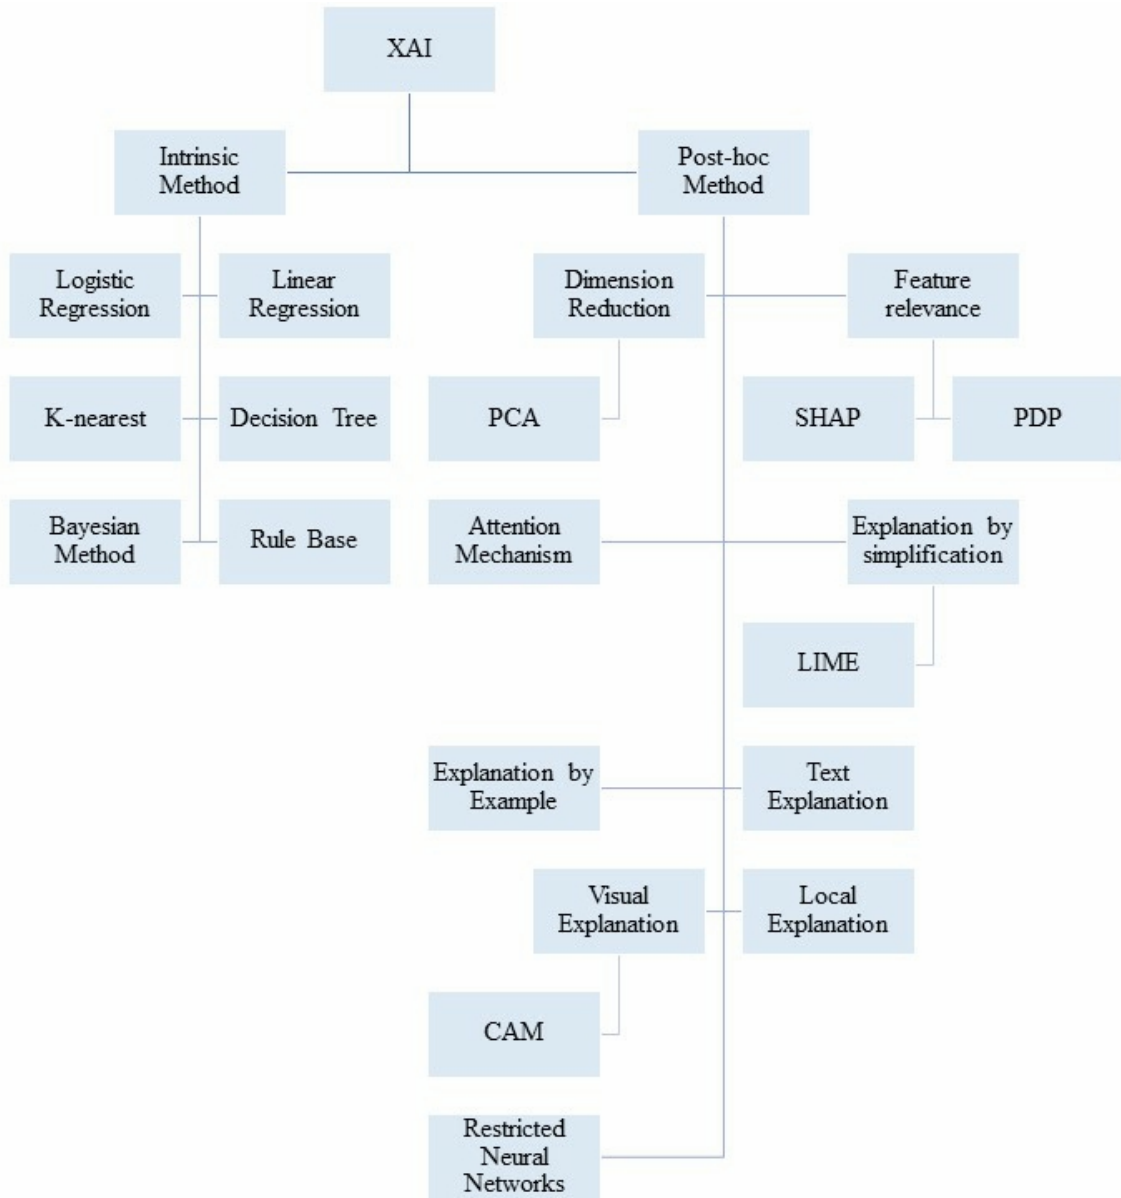 XAI
Intrinsic
Method
Post-hoc
Method
Logistic
Regression
Linear
Regression
Dimension
Reduction
Feature
relevance
K-nearest
Decision Tree
PCA
SHAP
PDP
Bayesian
Method
Rule Base
Attention
Mechanism
Explanation by
simplification
LIME
Explanation by
Example
Text
Explanation
Visual
Explanation
Local
Explanation
CAM
Restricted
Neural
Networks